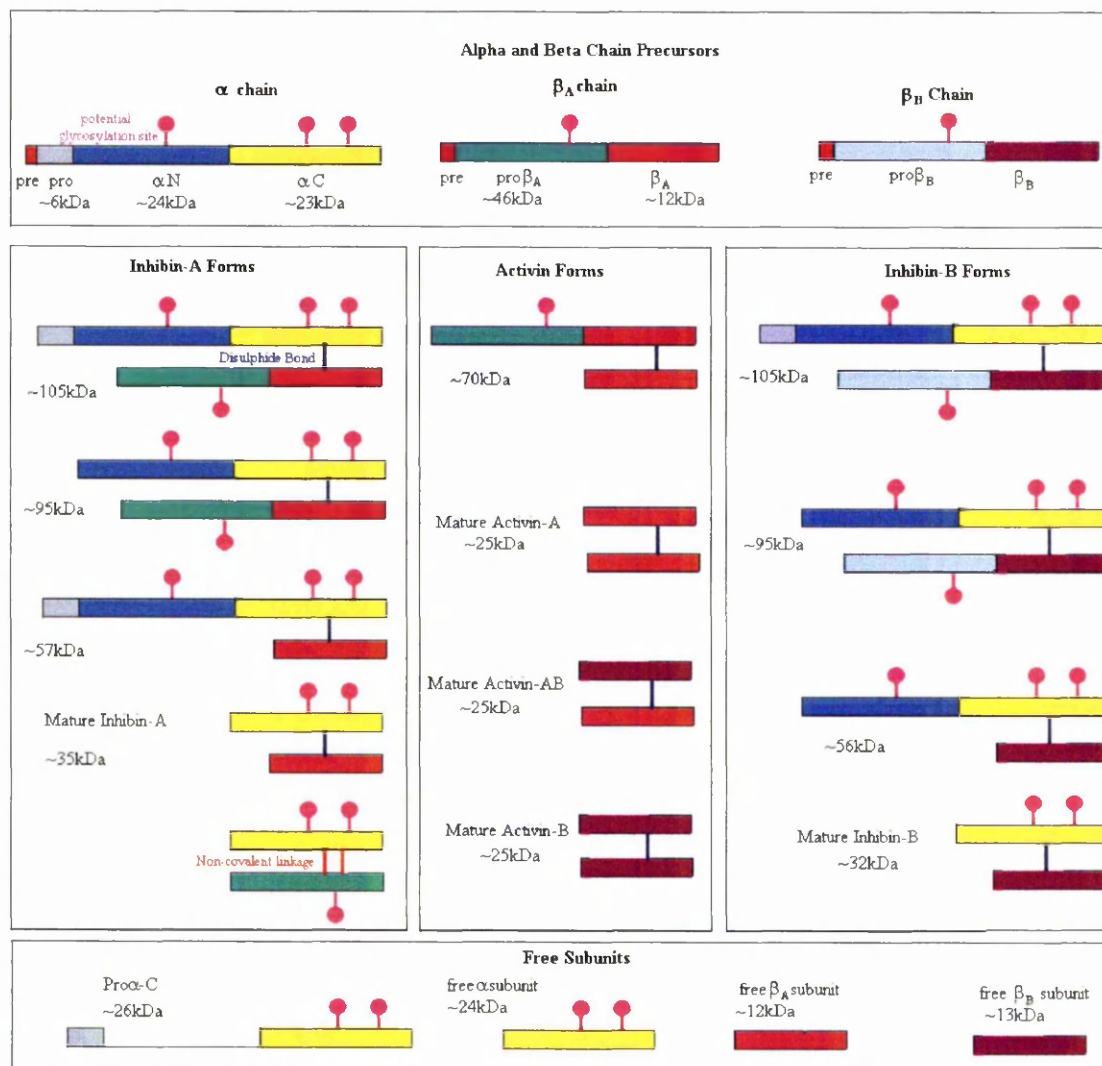 Alpha and Beta Chain Precursors
α chain
potential
glycosylation site
pre
pro
~6kDa
αN
~24kDa
αC
~23kDa
βA chain
pre
proβA
~46kDa
βA
~12kDa
βB Chain
pre
proβB
βB
Inhibin-A Forms
Disulphide Bond
~105kDa
~95kDa
~57kDa
Mature Inhibin-A
~35kDa
Non-covalent linkage
Activin Forms
~70kDa
Mature Activin-A
~25kDa
Mature Activin-AB
~25kDa
Mature Activin-B
~25kDa
Inhibin-B Forms
~105kDa
~95kDa
~56kDa
Mature Inhibin-B
~32kDa
Free Subunits
Proα-C
~26kDa
free αsubunit
~24kDa
free βA subunit
~12kDa
free βB subunit
~13kDa